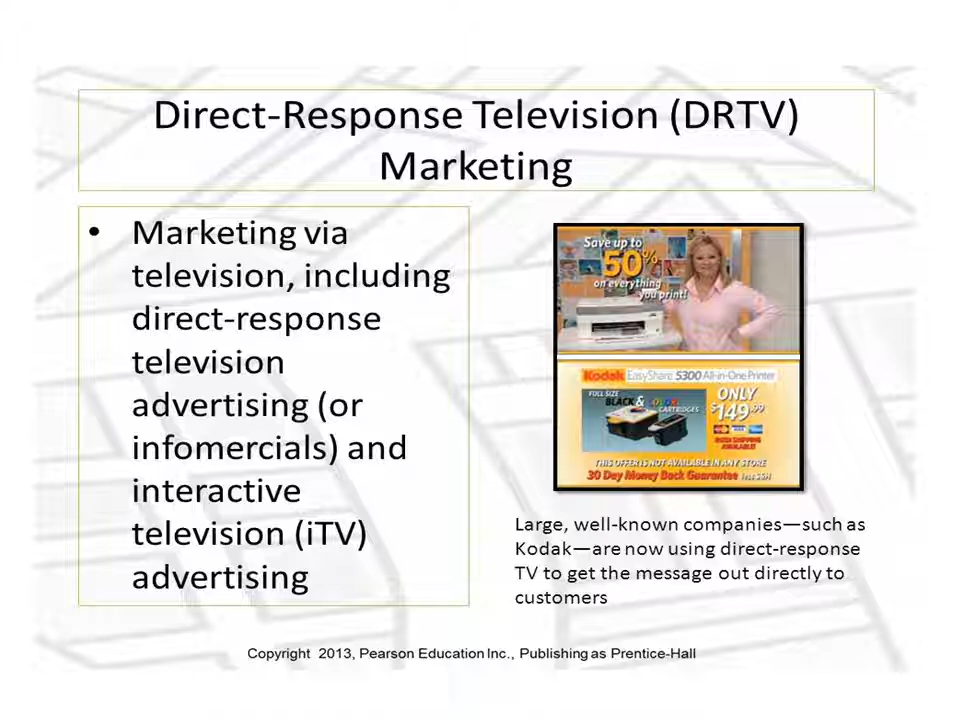 Direct-Response Television (DRTV)
Marketing
• Marketing via
television, including
direct-response
television
advertising (or
infomercials) and
interactive
television (iTV)
advertising
Save up to
50%
on everything
you print!
Kodak EasyShare 5300 All-in-One Printer
FULL SIZE
BLACK & COLOR
CARTRIDGES
ONLY
$149.99
THIS OFFER IS NOT AVAILABLE IN ANY STORE
30 Day Money Back Guarantee less S&H
Large, well-known companies—such as
Kodak—are now using direct-response
TV to get the message out directly to
customers
Copyright 2013, Pearson Education Inc., Publishing as Prentice-Hall